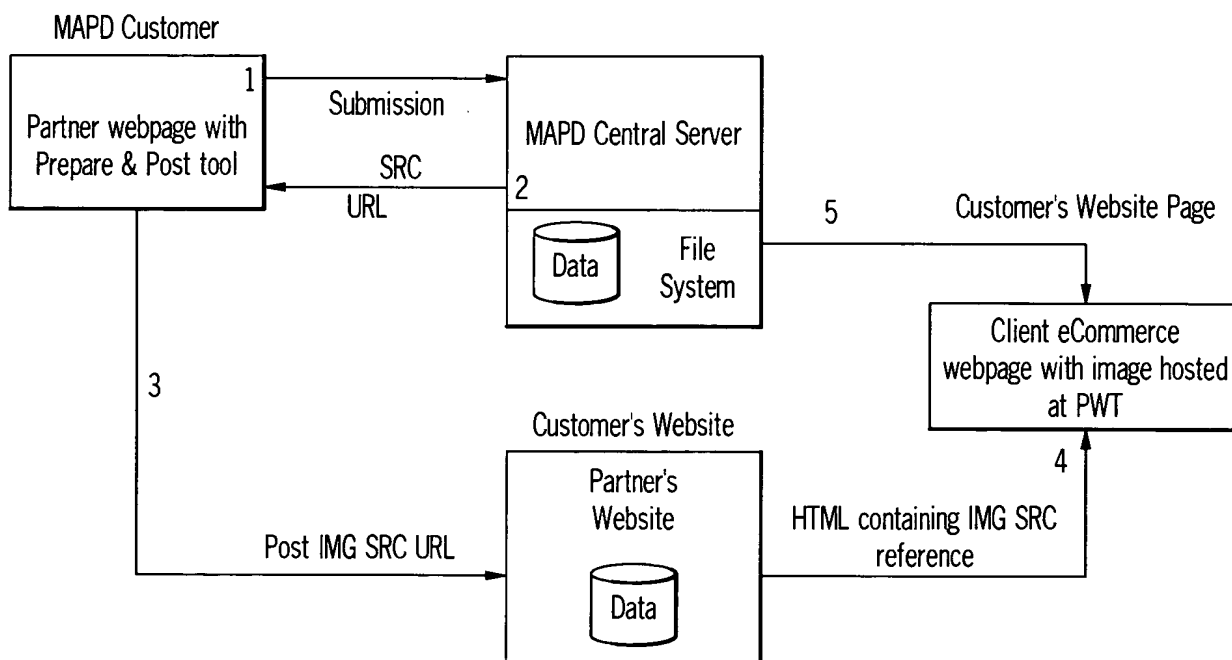 MAPD Customer
1
Partner webpage with
Prepare & Post tool
Submission
SRC
URL
MAPD Central Server
2
Data
File
System
5
Customer's Website Page
Client eCommerce
webpage with image hosted
at PWT
3
Post IMG SRC URL
Customer's Website
Partner's
Website
Data
HTML containing IMG SRC
reference
4